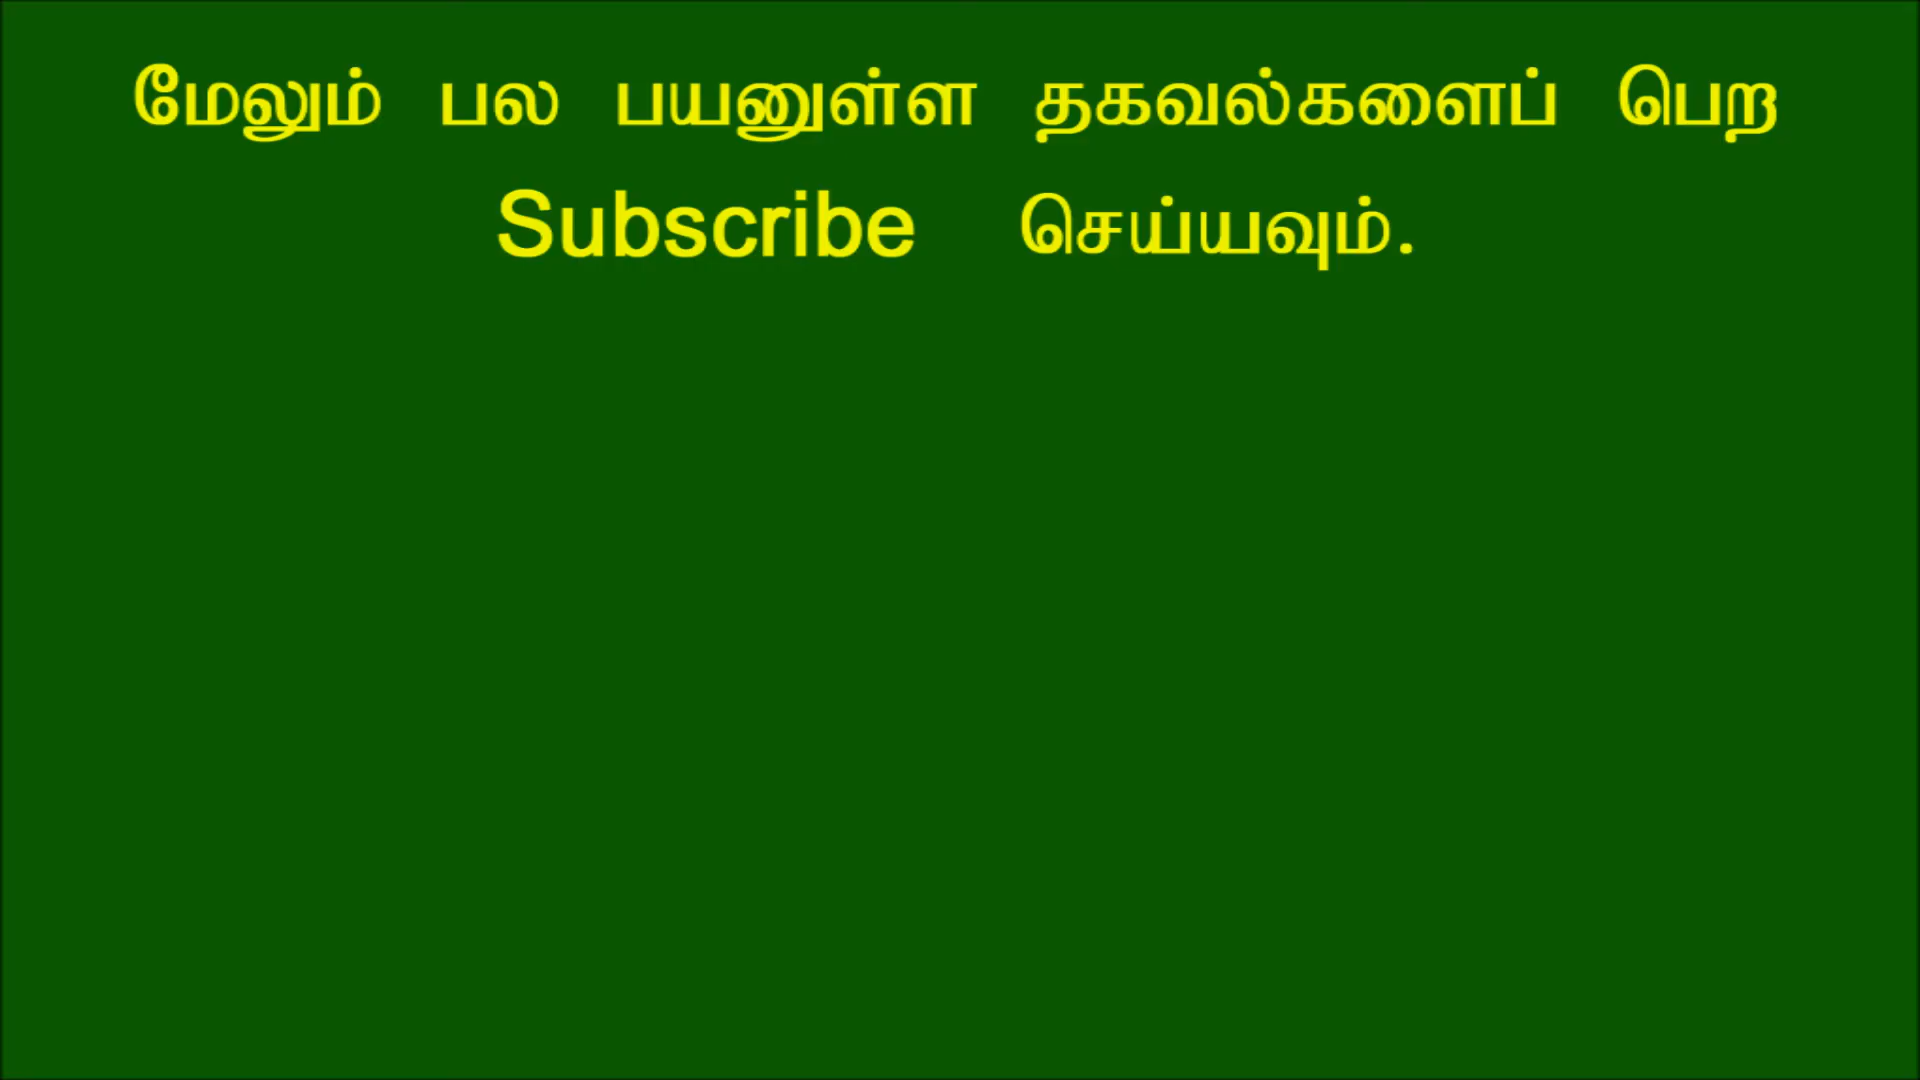 மேலும் பல பயனுள்ள தகவல்களைப் பெற
Subscribe செய்யவும்.